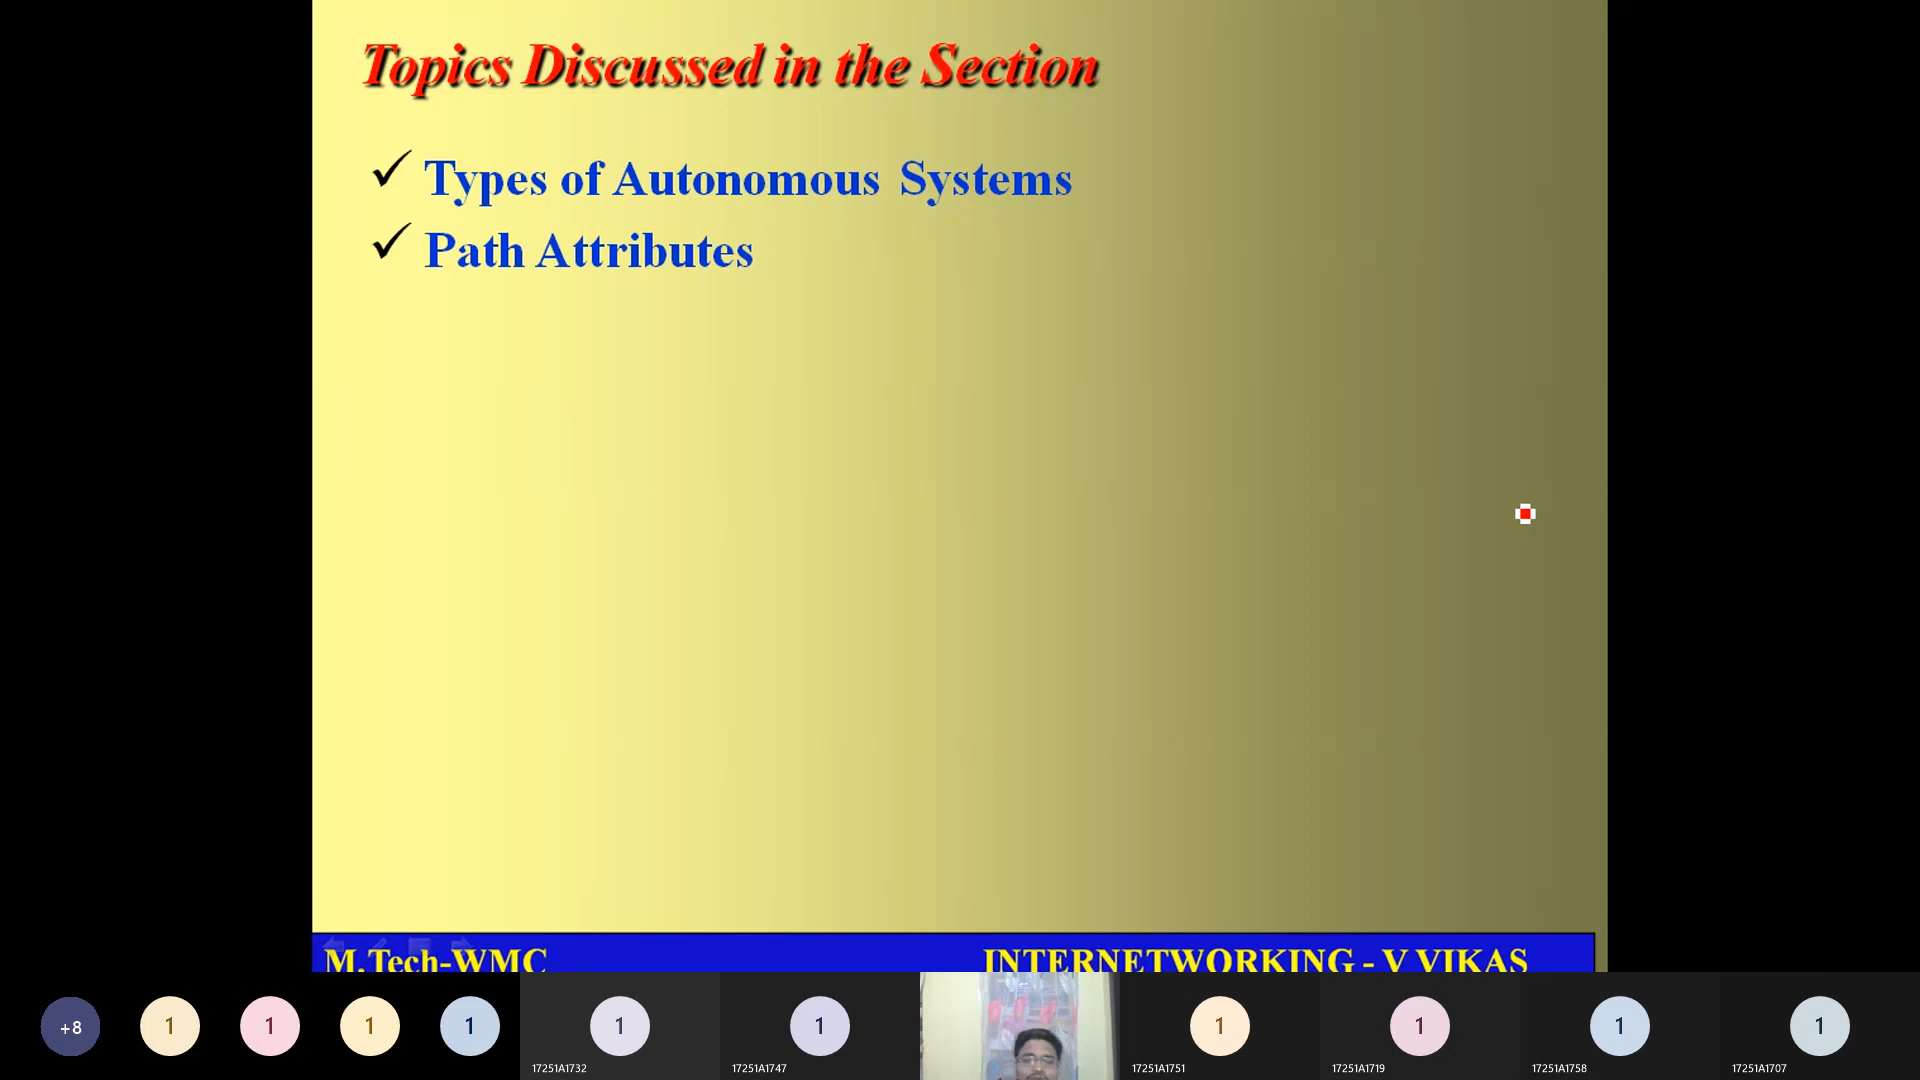 Topics Discussed in the Section
✓ Types of Autonomous Systems
✓ Path Attributes
M.Tech-WMC INTERNETWORKING - V VIKAS
+8 1 1 1 1 1 1 1 1 1 1
17251A1732 17251A1747 17251A1751 17251A1719 17251A1758 17251A1707